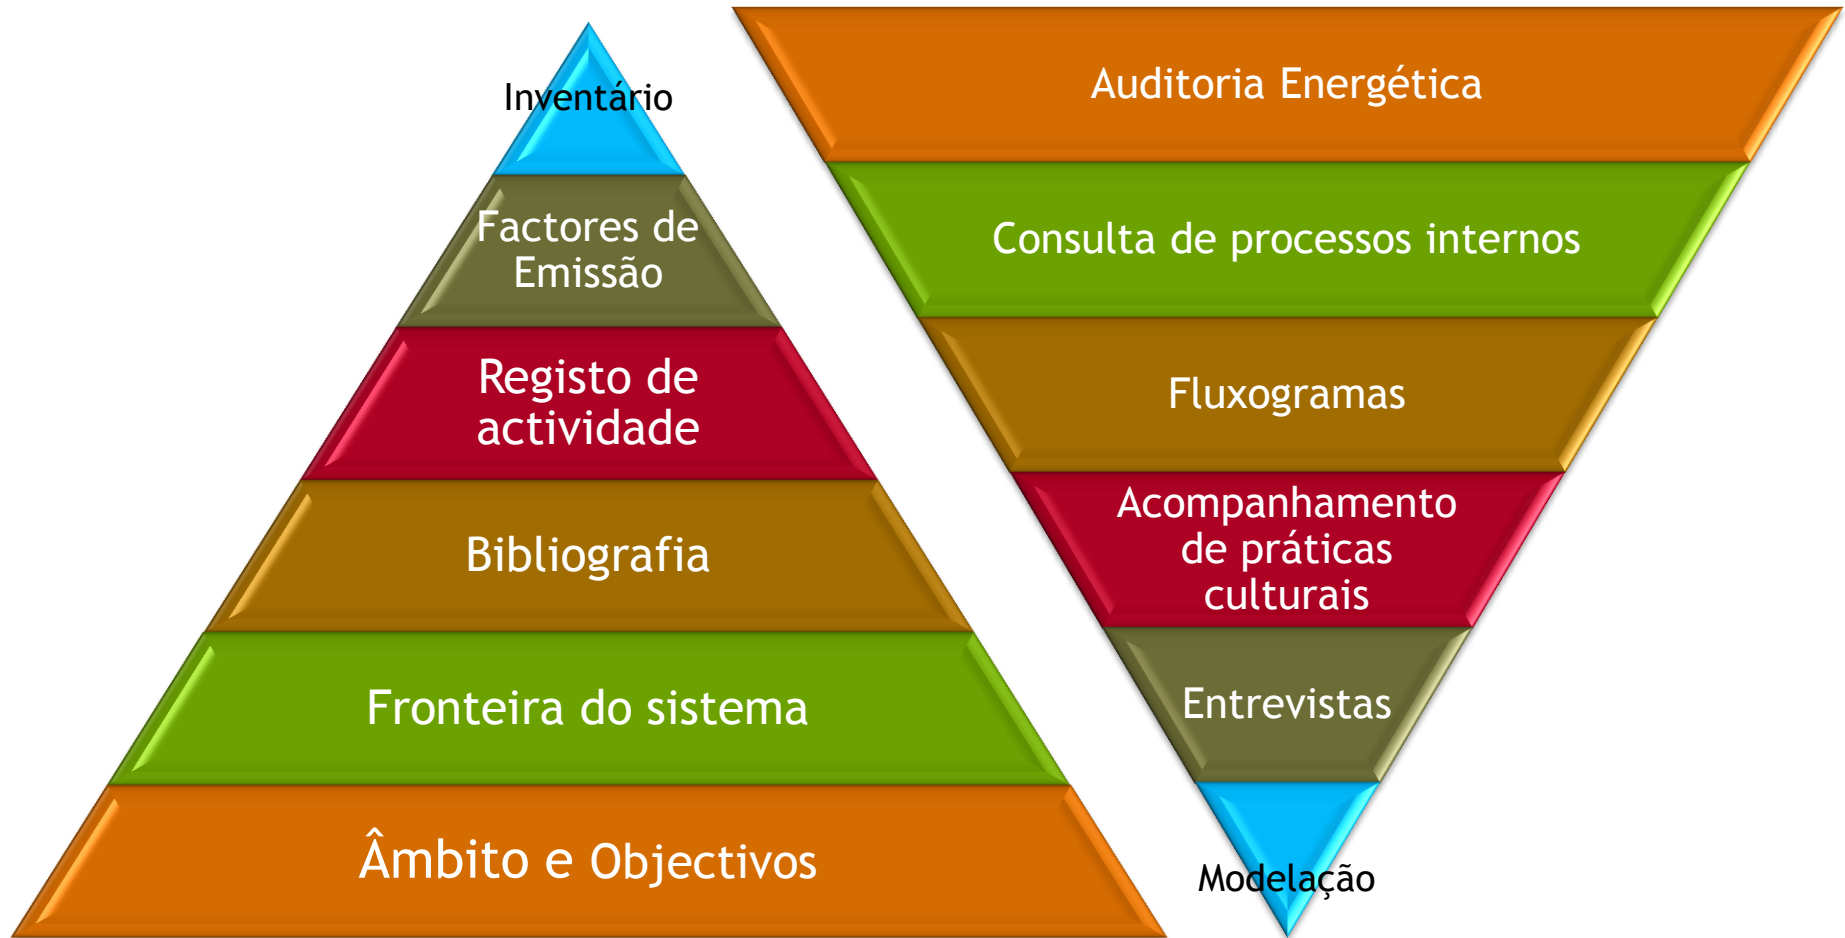 Inventário
Factores de
Emissão
Registo de
actividade
Bibliografia
Fronteira do sistema
Âmbito e Objectivos
Auditoria Energética
Consulta de processos internos
Fluxogramas
Acompanhamento
de práticas
culturais
Entrevistas
Modelação